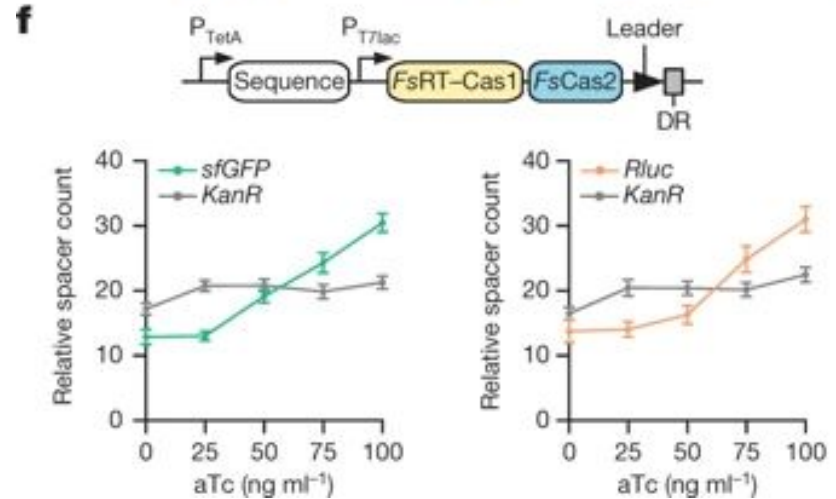 f
P_TetA P_T7lac Leader
Sequence FsRT–Cas1 FsCas2
DR
40
30
20
10
0
Relative spacer count
sfGFP
KanR
0 25 50 75 100
aTc (ng ml⁻¹)
40
30
20
10
0
Relative spacer count
Rluc
KanR
0 25 50 75 100
aTc (ng ml⁻¹)